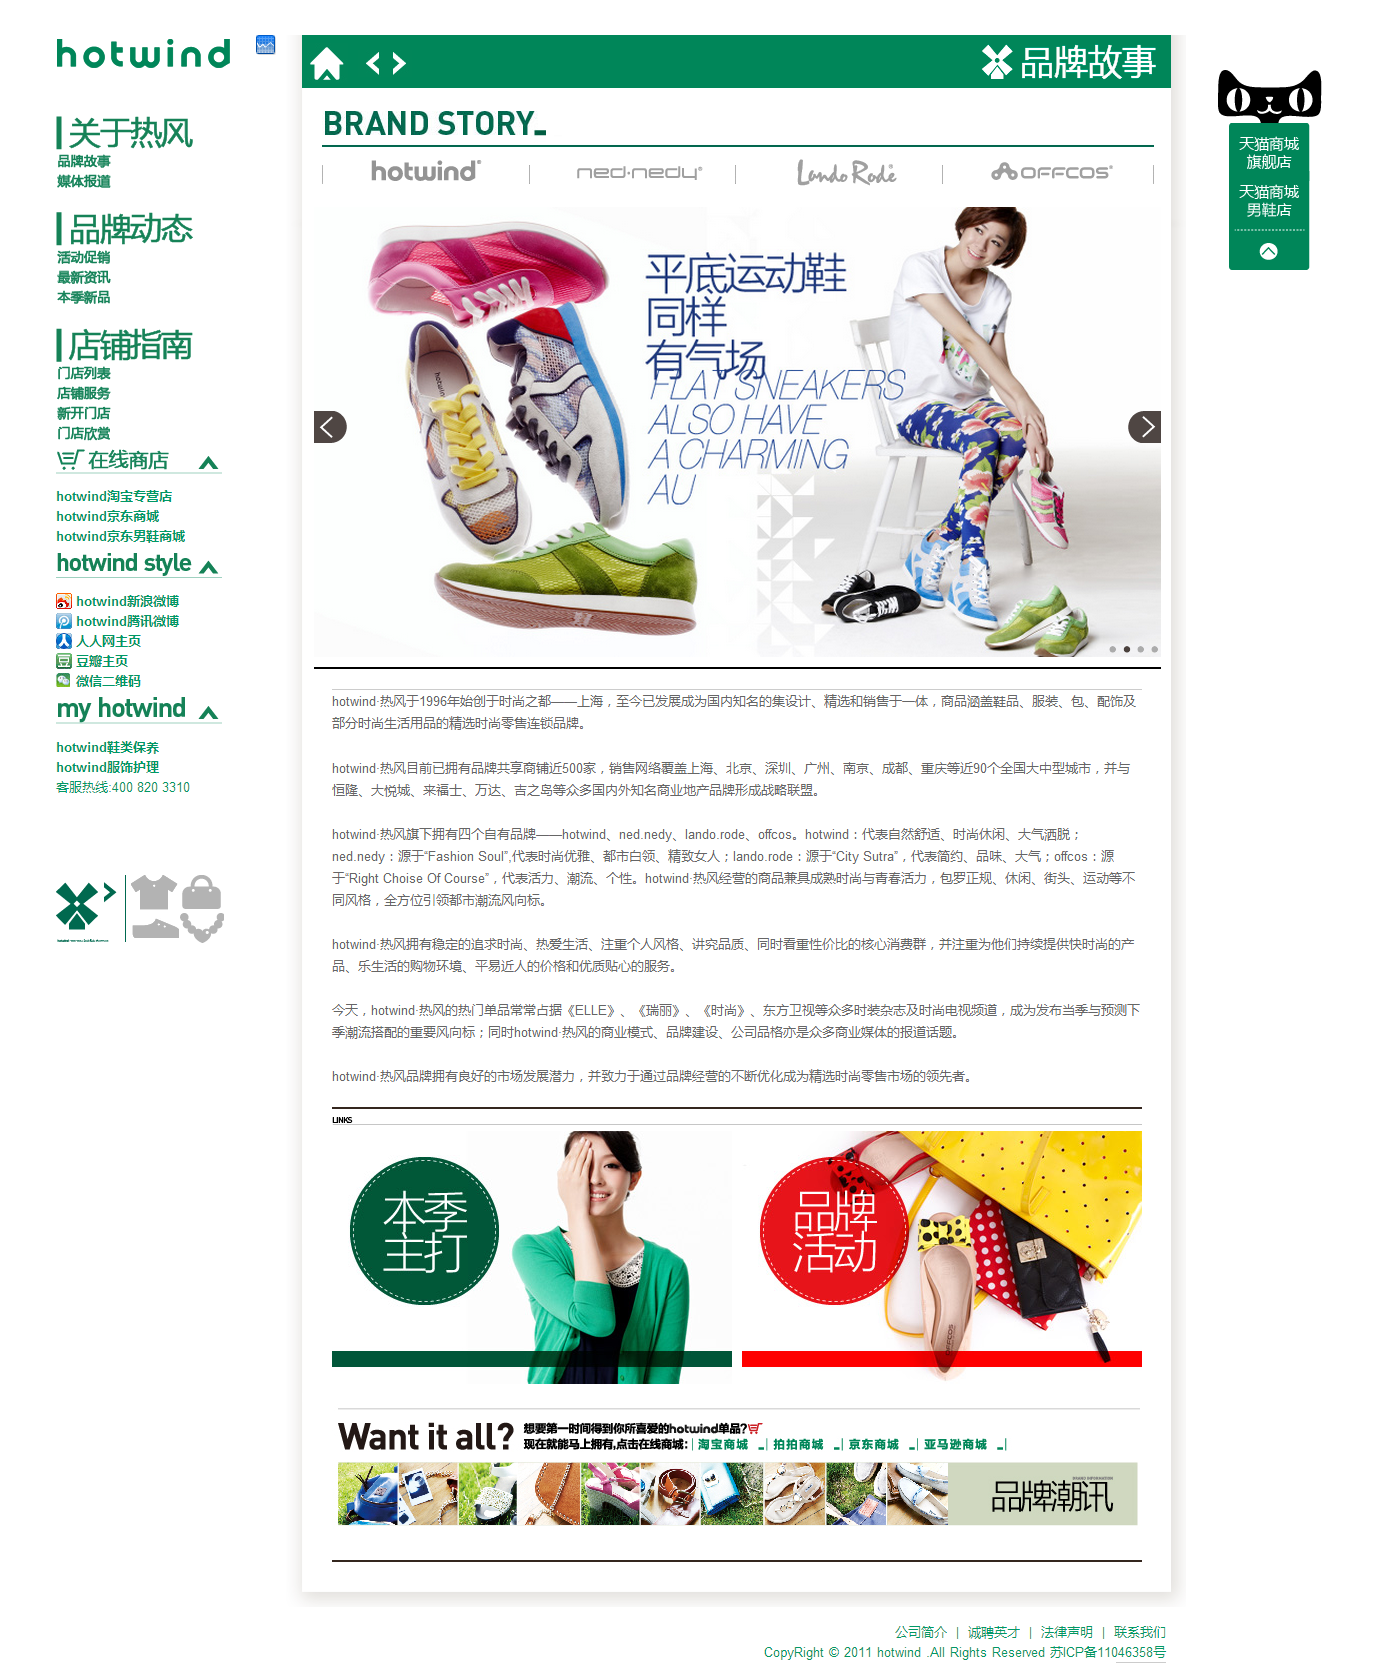 hotwind
关于热风
品牌故事
媒体报道
品牌动态
活动促销
最新资讯
本季新品
店铺指南
门店列表
店铺服务
新开门店
门店欣赏
在线商店
hotwind淘宝专营店
hotwind京东商城
hotwind京东男鞋商城
hotwind style
hotwind新浪微博
hotwind腾讯微博
人人网主页
豆瓣主页
微信二维码
my hotwind
hotwind鞋类保养
hotwind服饰护理
客服热线:400 820 3310
品牌故事
BRAND STORY_
hotwind®
ned·nedy®
Lando Rode
OFFCOS®
平底运动鞋
同样
有气场
FLAT SNEAKERS
ALSO HAVE
A CHARMING
AU
hotwind·热风于1996年始创于时尚之都——上海，至今已发展成为国内知名的集设计、精选和销售于一体，商品涵盖鞋品、服装、包、配饰及
部分时尚生活用品的精选时尚零售连锁品牌。
hotwind·热风目前已拥有品牌共享商铺近500家，销售网络覆盖上海、北京、深圳、广州、南京、成都、重庆等近90个全国大中型城市，并与
恒隆、大悦城、来福士、万达、吉之岛等众多国内外知名商业地产品牌形成战略联盟。
hotwind·热风旗下拥有四个自有品牌——hotwind、ned.nedy、lando.rode、offcos。hotwind：代表自然舒适、时尚休闲、大气洒脱；
ned.nedy：源于“Fashion Soul”,代表时尚优雅、都市白领、精致女人；lando.rode：源于“City Sutra”，代表简约、品味、大气；offcos：源
于“Right Choise Of Course”，代表活力、潮流、个性。hotwind·热风经营的商品兼具成熟时尚与青春活力，包罗正规、休闲、街头、运动等不
同风格，全方位引领都市潮流风向标。
hotwind·热风拥有稳定的追求时尚、热爱生活、注重个人风格、讲究品质、同时看重性价比的核心消费群，并注重为他们持续提供快时尚的产
品、乐生活的购物环境、平易近人的价格和优质贴心的服务。
今天，hotwind·热风的热门单品常常占据《ELLE》、《瑞丽》、《时尚》、东方卫视等众多时装杂志及时尚电视频道，成为发布当季与预测下
季潮流搭配的重要风向标；同时hotwind·热风的商业模式、品牌建设、公司品格亦是众多商业媒体的报道话题。
hotwind·热风品牌拥有良好的市场发展潜力，并致力于通过品牌经营的不断优化成为精选时尚零售市场的领先者。
LINKS
本季
主打
品牌
活动
OFFCOS
Want it all?
想要第一时间得到你所喜爱的hotwind单品?
现在就能马上拥有,点击在线商城:| 淘宝商城 _| 拍拍商城 _| 京东商城 _| 亚马逊商城 _|
品牌潮讯
公司简介 | 诚聘英才 | 法律声明 | 联系我们
CopyRight © 2011 hotwind .All Rights Reserved 苏ICP备11046358号
天猫商城
旗舰店
天猫商城
男鞋店